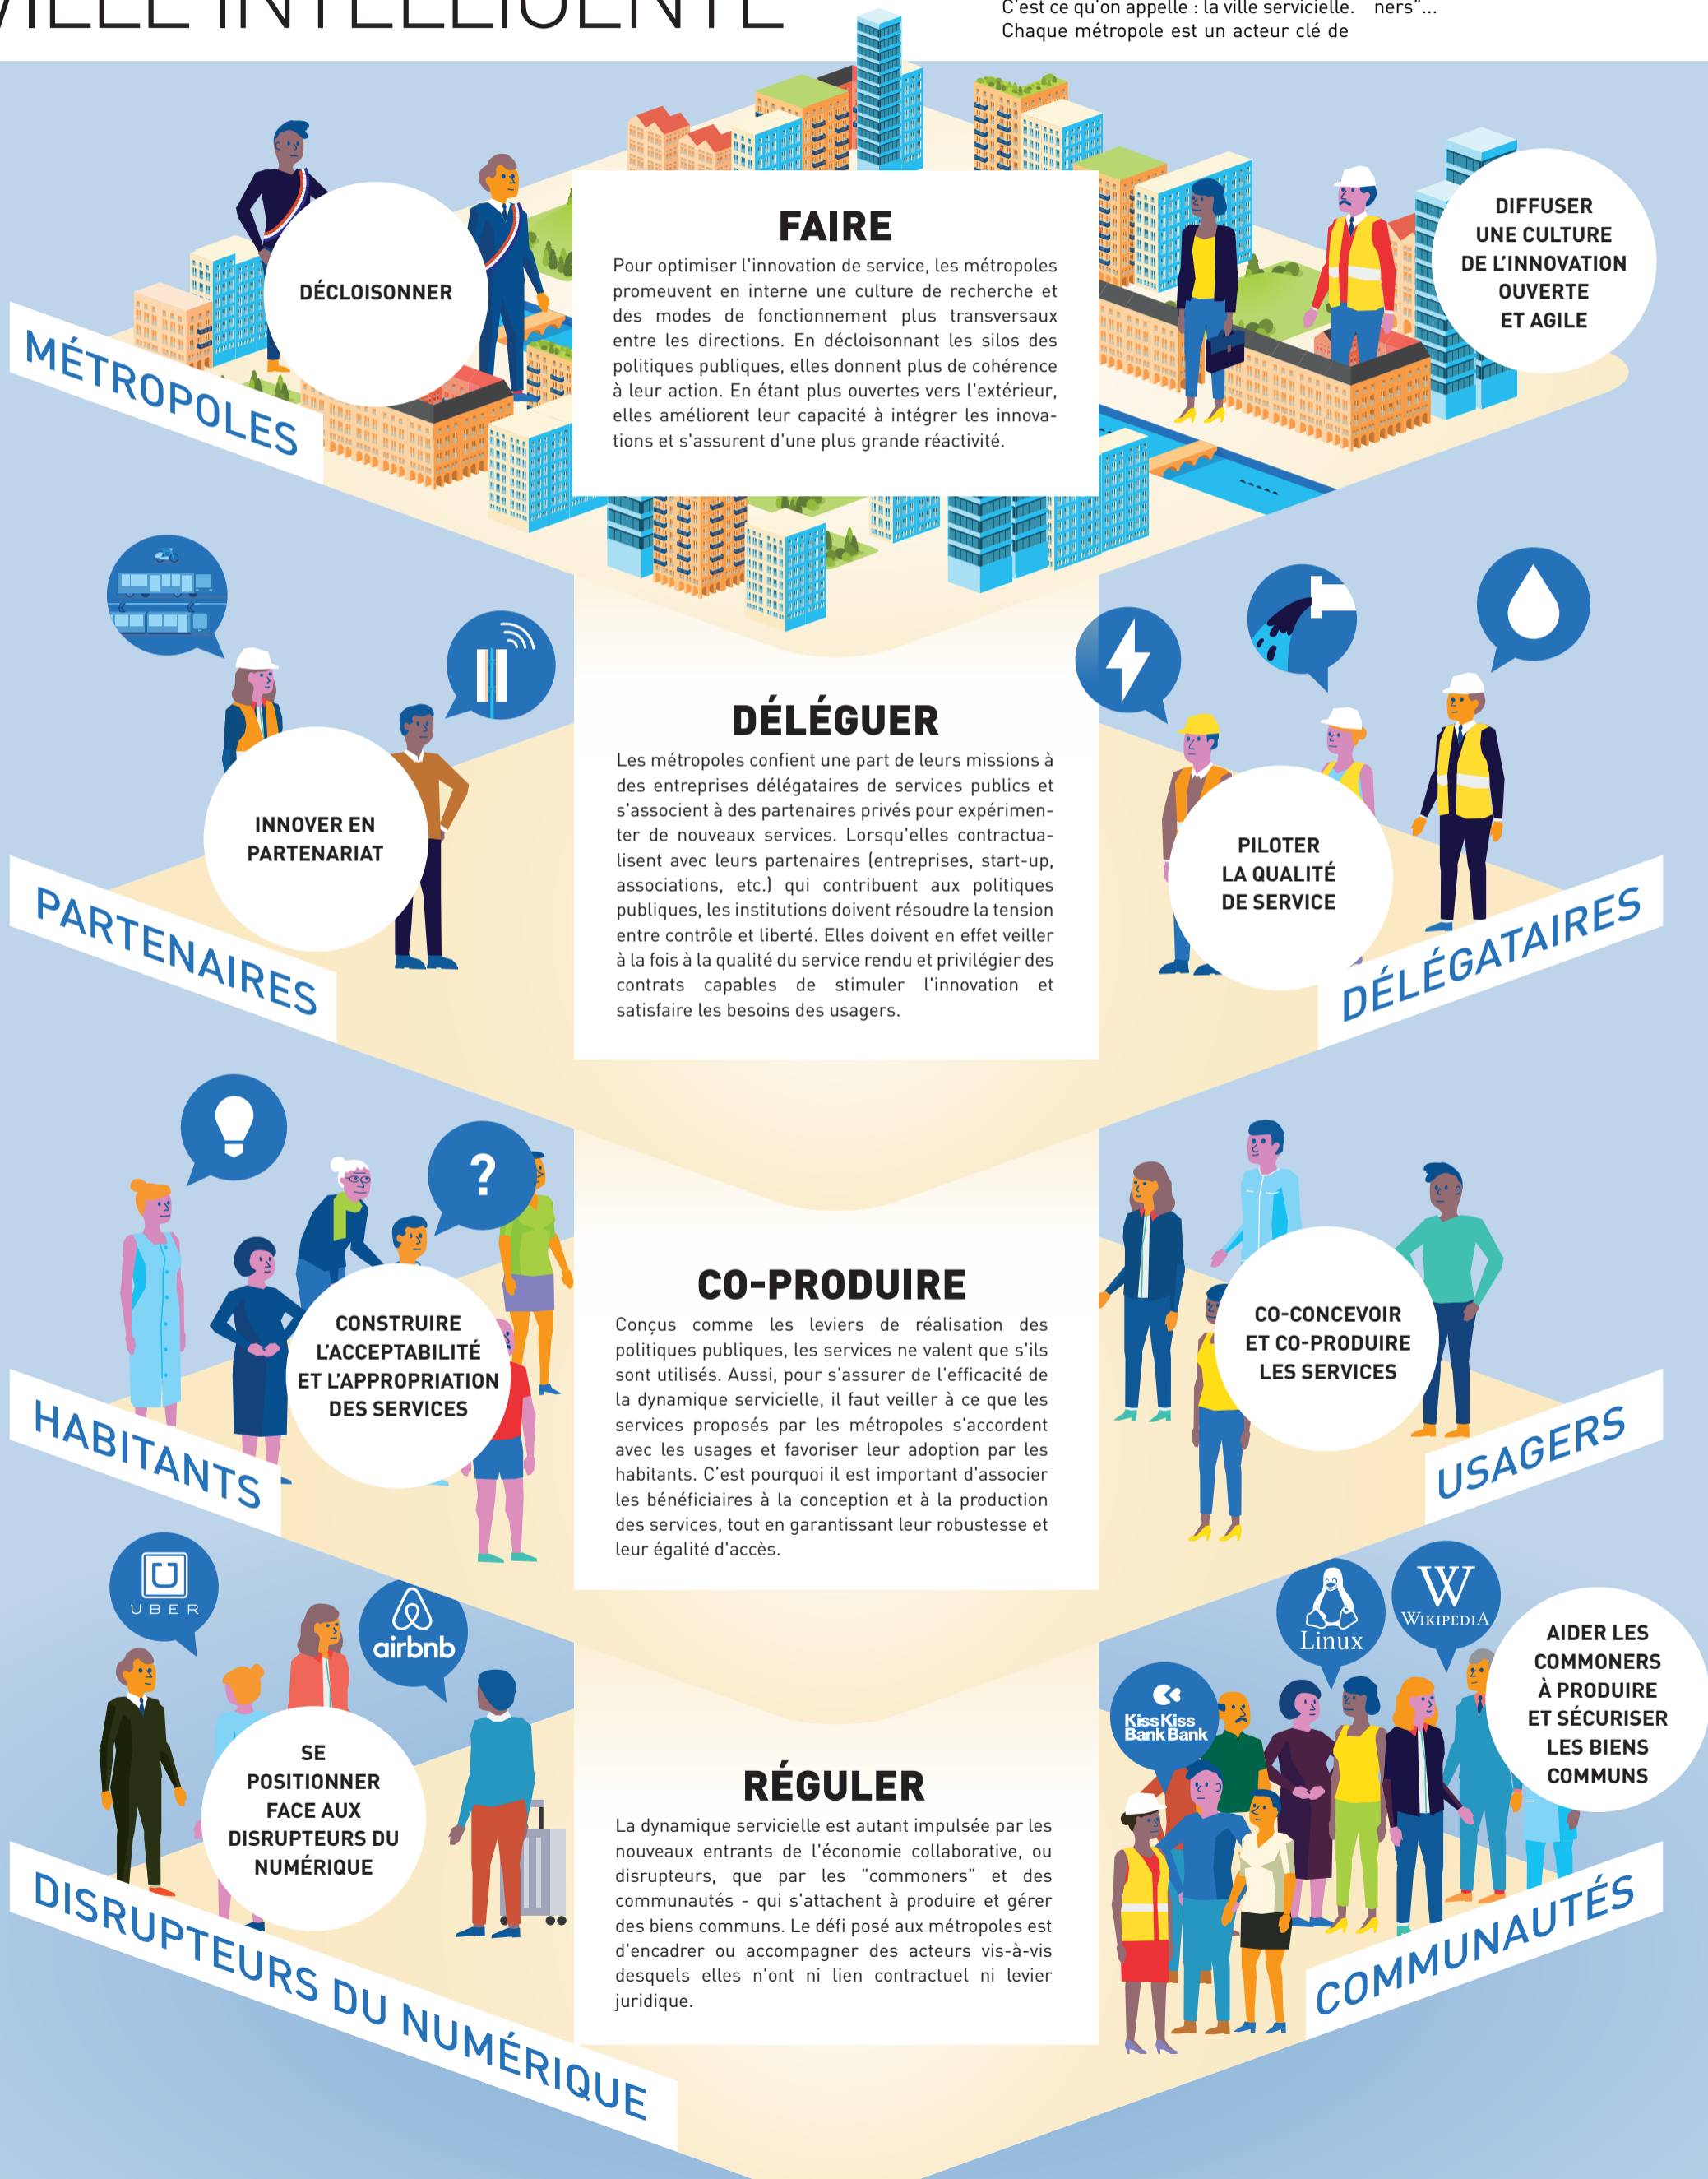 VILLE INTELLIGENTE
C'est ce qu'on appelle : la ville servicielle.
Chaque métropole est un acteur clé de
ners"...
DÉCLOISONNER
MÉTROPOLES
FAIRE
Pour optimiser l'innovation de service, les métropoles
promeuvent en interne une culture de recherche et
des modes de fonctionnement plus transversaux
entre les directions. En décloisonnant les silos des
politiques publiques, elles donnent plus de cohérence
à leur action. En étant plus ouvertes vers l'extérieur,
elles améliorent leur capacité à intégrer les innova-
tions et s'assurent d'une plus grande réactivité.
DIFFUSER
UNE CULTURE
DE L'INNOVATION
OUVERTE
ET AGILE
INNOVER EN
PARTENARIAT
PARTENAIRES
DÉLÉGUER
Les métropoles confient une part de leurs missions à
des entreprises délégataires de services publics et
s'associent à des partenaires privés pour expérimen-
ter de nouveaux services. Lorsqu'elles contractua-
lisent avec leurs partenaires (entreprises, start-up,
associations, etc.) qui contribuent aux politiques
publiques, les institutions doivent résoudre la tension
entre contrôle et liberté. Elles doivent en effet veiller
à la fois à la qualité du service rendu et privilégier des
contrats capables de stimuler l'innovation et
satisfaire les besoins des usagers.
PILOTER
LA QUALITÉ
DE SERVICE
DÉLÉGATAIRES
?
CONSTRUIRE
L'ACCEPTABILITÉ
ET L'APPROPRIATION
DES SERVICES
HABITANTS
CO-PRODUIRE
Conçus comme les leviers de réalisation des
politiques publiques, les services ne valent que s'ils
sont utilisés. Aussi, pour s'assurer de l'efficacité de
la dynamique servicielle, il faut veiller à ce que les
services proposés par les métropoles s'accordent
avec les usages et favoriser leur adoption par les
habitants. C'est pourquoi il est important d'associer
les bénéficiaires à la conception et à la production
des services, tout en garantissant leur robustesse et
leur égalité d'accès.
CO-CONCEVOIR
ET CO-PRODUIRE
LES SERVICES
USAGERS
UBER
airbnb
SE
POSITIONNER
FACE AUX
DISRUPTEURS DU
NUMÉRIQUE
DISRUPTEURS DU NUMÉRIQUE
RÉGULER
La dynamique servicielle est autant impulsée par les
nouveaux entrants de l'économie collaborative, ou
disrupteurs, que par les "commoners" et des
communautés - qui s'attachent à produire et gérer
des biens communs. Le défi posé aux métropoles est
d'encadrer ou accompagner des acteurs vis-à-vis
desquels elles n'ont ni lien contractuel ni levier
juridique.
Linux
W
WIKIPEDIA
KissKiss
BankBank
AIDER LES
COMMONERS
À PRODUIRE
ET SÉCURISER
LES BIENS
COMMUNS
COMMUNAUTÉS